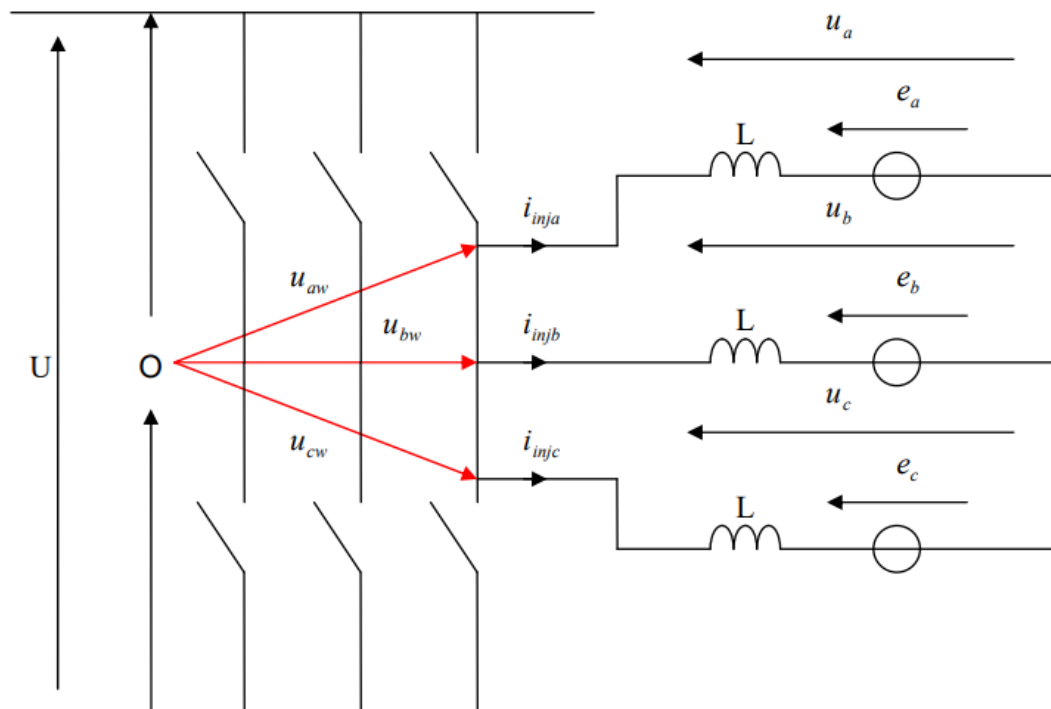 u_a
e_a
L
i_inja
u_b
u_aw
e_b
u_bw
i_injb
L
U
O
u_c
u_cw
i_injc
e_c
L